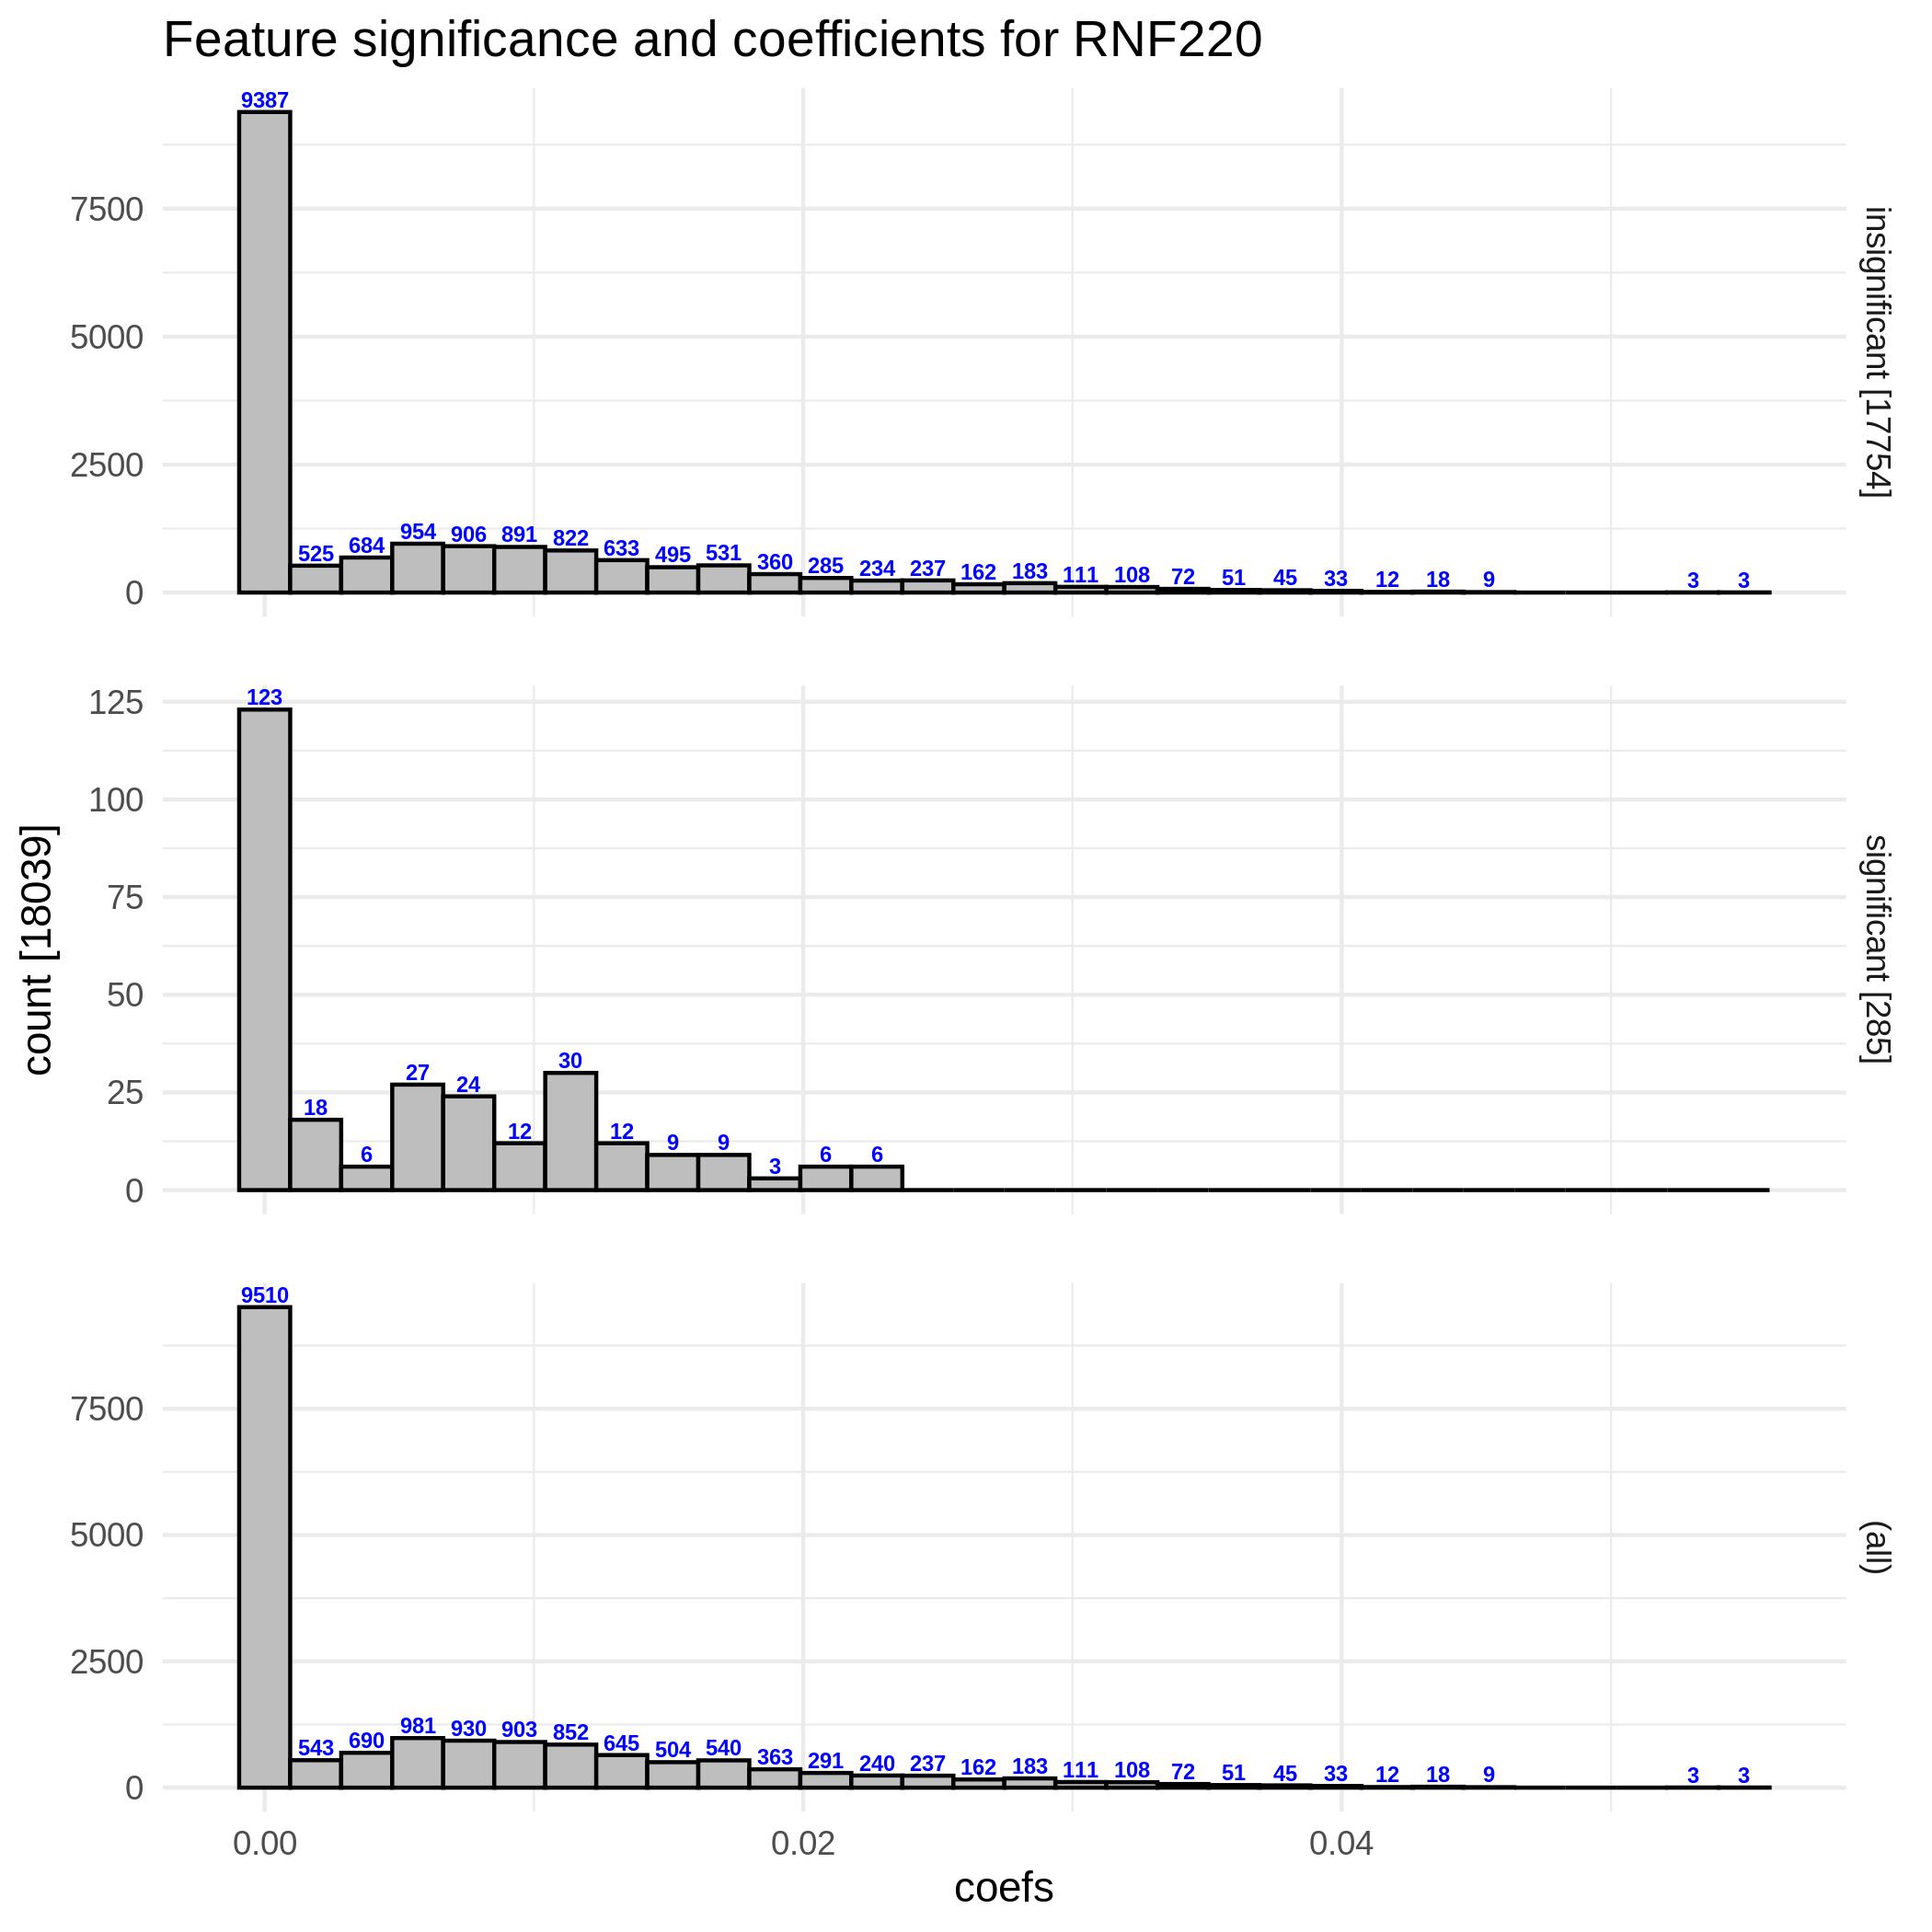 Feature significance and coefficients for RNF220
9387
7500
5000
2500
0
525 684 954 906 891 822 633 495 531 360 285 234 237 162 183 111 108 72 51 45 33 12 18 9 3 3
insignificant [17754]
count [18039]
125
100
75
50
25
0
123
18 6 27 24 12 30 12 9 9 3 6 6
significant [285]
9510
7500
5000
2500
0
543 690 981 930 903 852 645 504 540 363 291 240 237 162 183 111 108 72 51 45 33 12 18 9 3 3
(all)
0.00 0.02 0.04
coefs